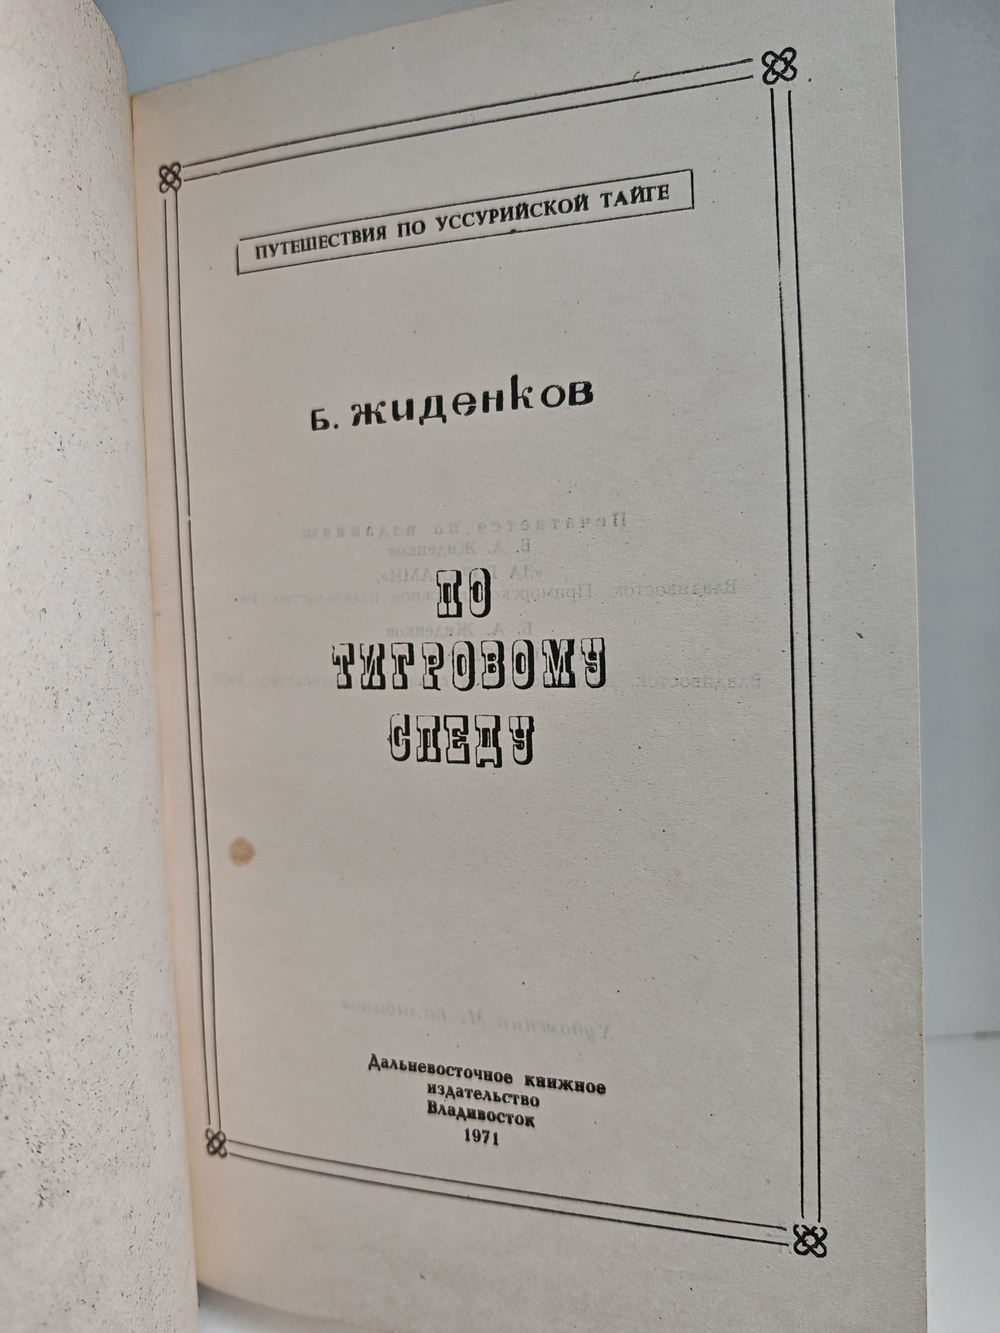 ПУТЕШЕСТВИЯ ПО УССУРИЙСКОЙ ТАЙГЕ
Б. Жиденков
ПО
ТИГРОВОМУ
СЛЕДУ
Дальневосточное книжное
издательство
Владивосток
1971